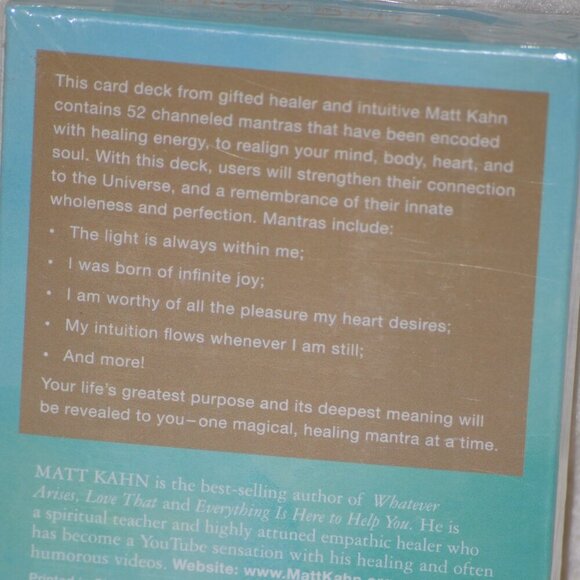 This card deck from gifted healer and intuitive Matt Kahn
contains 52 channeled mantras that have been encoded
with healing energy, to realign your mind, body, heart, and
soul. With this deck, users will strengthen their connection
to the Universe, and a remembrance of their innate
wholeness and perfection. Mantras include:
• The light is always within me;
• I was born of infinite joy;
• I am worthy of all the pleasure my heart desires;
• My intuition flows whenever I am still;
• And more!
Your life's greatest purpose and its deepest meaning will
be revealed to you—one magical, healing mantra at a time.
MATT KAHN is the best-selling author of Whatever
Arises, Love That and Everything Is Here to Help You. He is
a spiritual teacher and highly attuned empathic healer who
has become a YouTube sensation with his healing and often
humorous videos. Website: www.MattKahn.
Printed